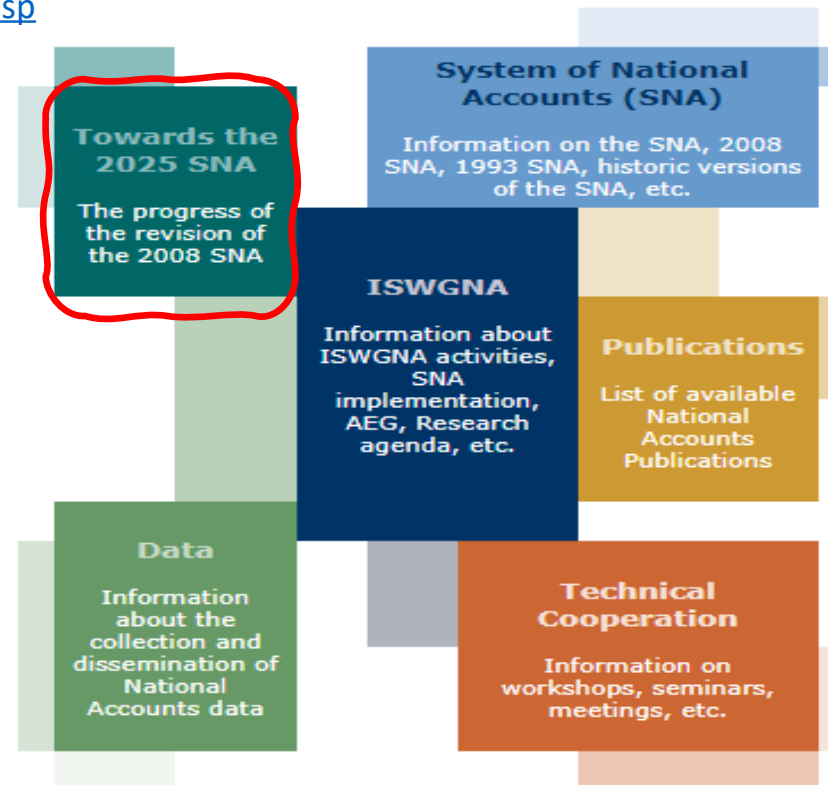 sp
Towards the
2025 SNA
The progress of
the revision of
the 2008 SNA
System of National
Accounts (SNA)
Information on the SNA, 2008
SNA, 1993 SNA, historic versions
of the SNA, etc.
ISWGNA
Information about
ISWGNA activities,
SNA
implementation,
AEG, Research
agenda, etc.
Publications
List of available
National
Accounts
Publications
Data
Information
about the
collection and
dissemination of
National
Accounts data
Technical
Cooperation
Information on
workshops, seminars,
meetings, etc.